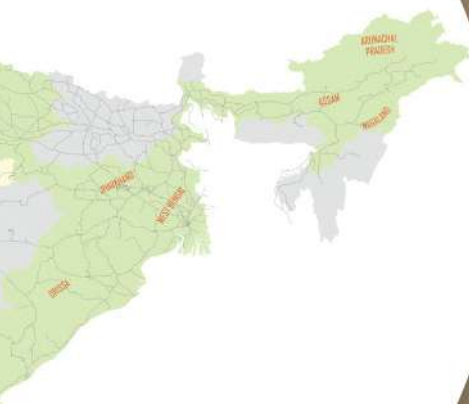 ARUNACHAL
PRADESH
ASSAM
NAGALAND
JHARKHAND
WEST BENGAL
ORISSA